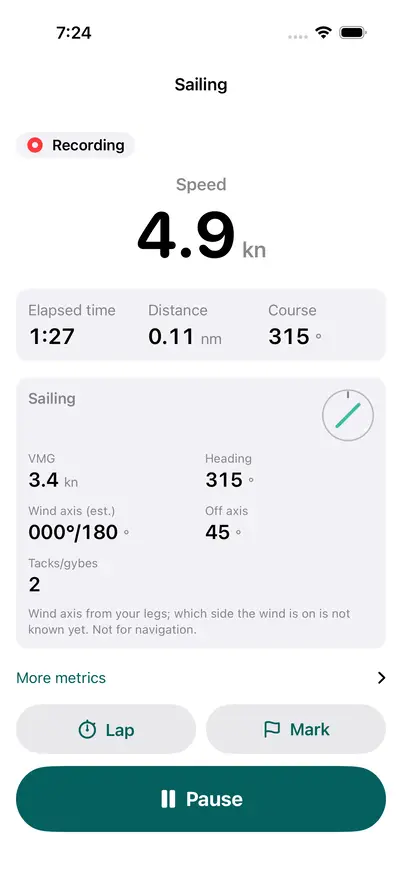 7:24
Sailing
Recording
Speed
4.9 kn
Elapsed time Distance Course
1:27 0.11 nm 315 °
Sailing
VMG Heading
3.4 kn 315 °
Wind axis (est.) Off axis
000°/180 ° 45 °
Tacks/gybes
2
Wind axis from your legs; which side the wind is on is not
known yet. Not for navigation.
More metrics
Lap Mark
Pause